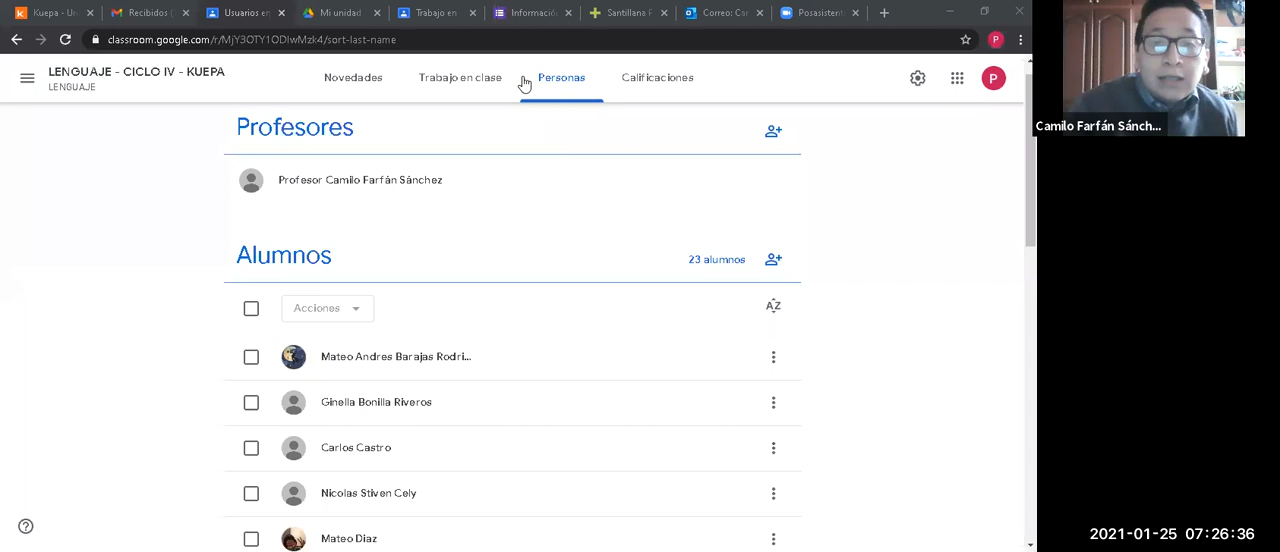 Kuepa - Un
Recibidos (1
Usuarios en
Mi unidad
Trabajo en
Informació
Santillana F
Correo: Car
Posasistent
classroom.google.com/r/MjY3OTY1ODIwMzk4/sort-last-name
P
LENGUAJE - CICLO IV - KUEPA
LENGUAJE
Novedades
Trabajo en clase
Personas
Calificaciones
P
Camilo Farfán Sánch...
Profesores
Profesor Camilo Farfán Sánchez
Alumnos
23 alumnos
Acciones
AZ
Mateo Andres Barajas Rodri...
Ginella Bonilla Riveros
Carlos Castro
Nicolas Stiven Cely
Mateo Diaz
2021-01-25 07:26:36